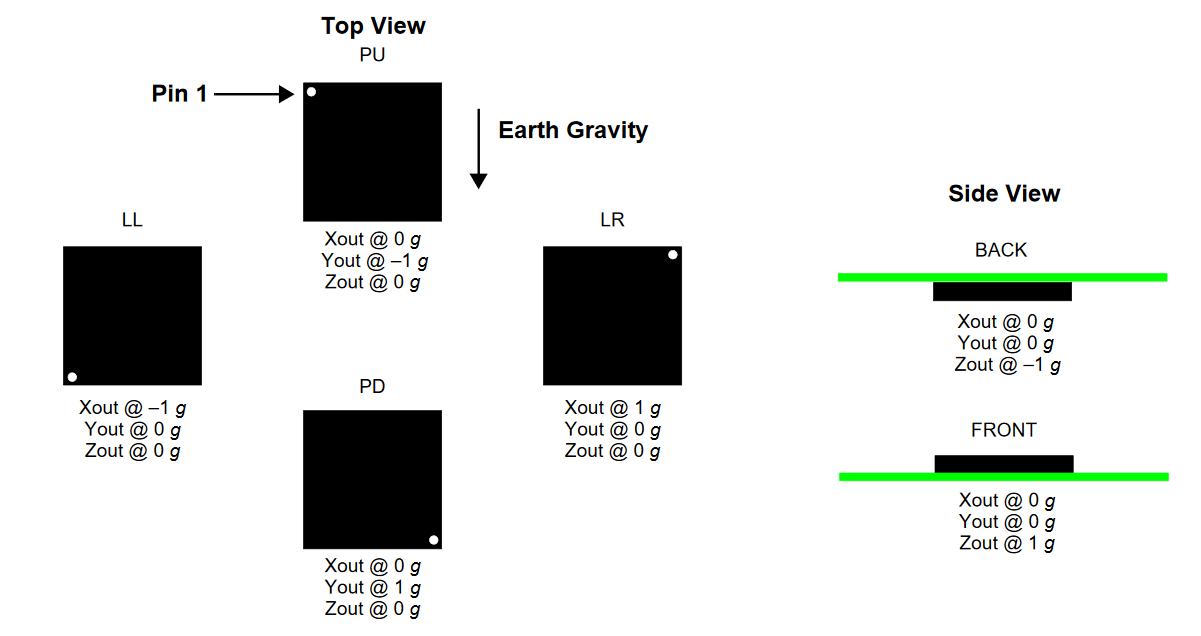 Top View
PU
Pin 1
Earth Gravity
Xout @ 0 g
Yout @ –1 g
Zout @ 0 g
LL
Xout @ –1 g
Yout @ 0 g
Zout @ 0 g
LR
Xout @ 1 g
Yout @ 0 g
Zout @ 0 g
PD
Xout @ 0 g
Yout @ 1 g
Zout @ 0 g
Side View
BACK
Xout @ 0 g
Yout @ 0 g
Zout @ –1 g
FRONT
Xout @ 0 g
Yout @ 0 g
Zout @ 1 g